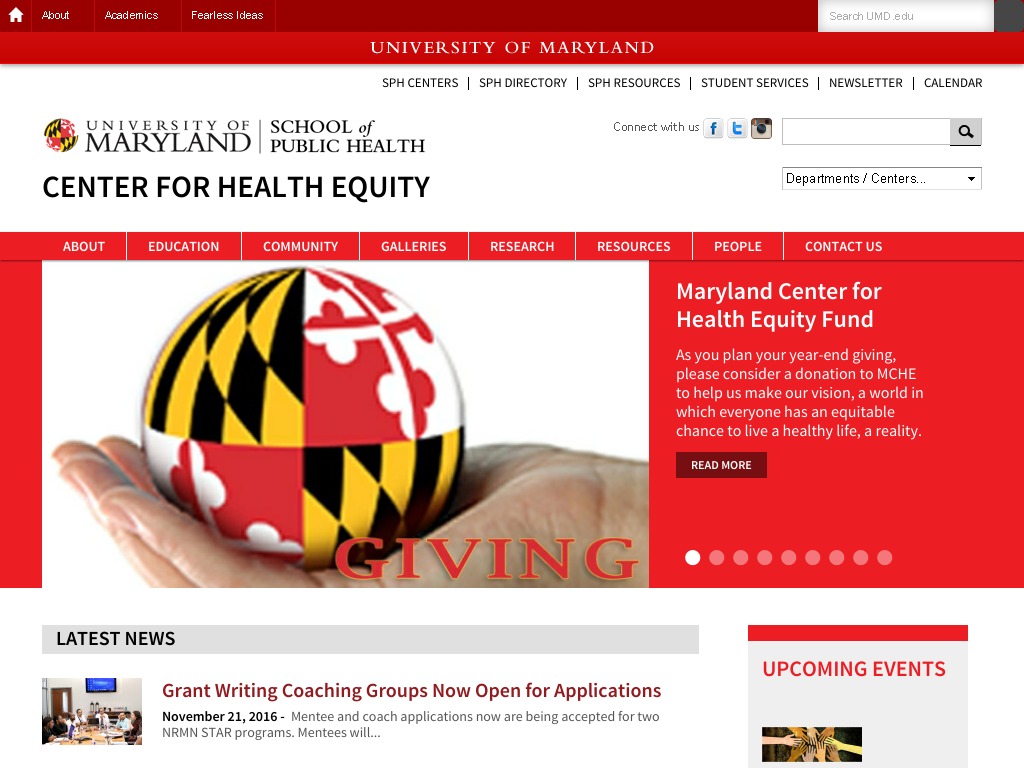 About
Academics
Fearless Ideas
Search UMD.edu
UNIVERSITY OF MARYLAND
SPH CENTERS
SPH DIRECTORY
SPH RESOURCES
STUDENT SERVICES
NEWSLETTER
CALENDAR
UNIVERSITY OF
MARYLAND
SCHOOL of
PUBLIC HEALTH
Connect with us
CENTER FOR HEALTH EQUITY
Departments / Centers...
ABOUT
EDUCATION
COMMUNITY
GALLERIES
RESEARCH
RESOURCES
PEOPLE
CONTACT US
GIVING
Maryland Center for
Health Equity Fund
As you plan your year-end giving,
please consider a donation to MCHE
to help us make our vision, a world in
which everyone has an equitable
chance to live a healthy life, a reality.
READ MORE
LATEST NEWS
Grant Writing Coaching Groups Now Open for Applications
November 21, 2016 - Mentee and coach applications now are being accepted for two
NRMN STAR programs. Mentees will...
UPCOMING EVENTS